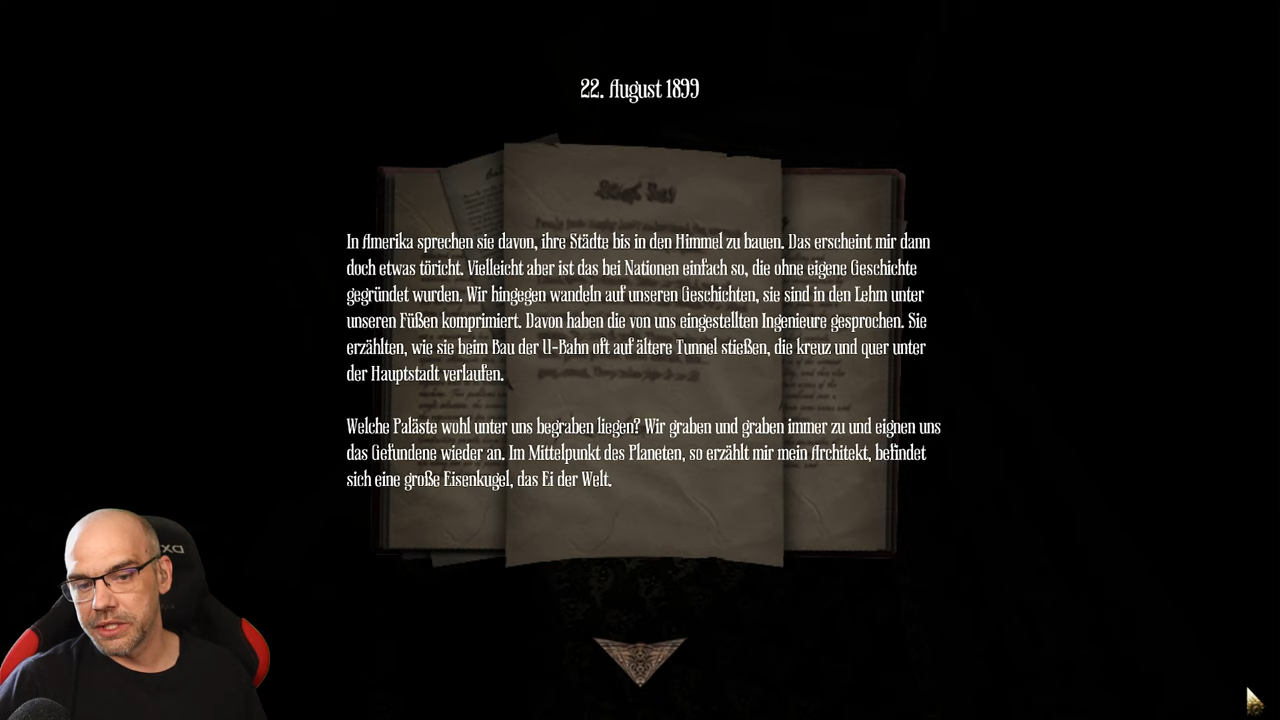 22. August 1899
In Amerika sprechen sie davon, ihre Städte bis in den Himmel zu bauen. Das erscheint mir dann
doch etwas töricht. Vielleicht aber ist das bei Nationen einfach so, die ohne eigene Geschichte
gegründet wurden. Wir hingegen wandeln auf unseren Geschichten, sie sind in den Lehm unter
unseren Füßen komprimiert. Davon haben die von uns eingestellten Ingenieure gesprochen. Sie
erzählten, wie sie beim Bau der U-Bahn oft auf ältere Tunnel stießen, die kreuz und quer unter
der Hauptstadt verlaufen.
Welche Paläste wohl unter uns begraben liegen? Wir graben und graben immer zu und eignen uns
das Gefundene wieder an. Im Mittelpunkt des Planeten, so erzählt mir mein Architekt, befindet
sich eine große Eisenkugel, das Ei der Welt.